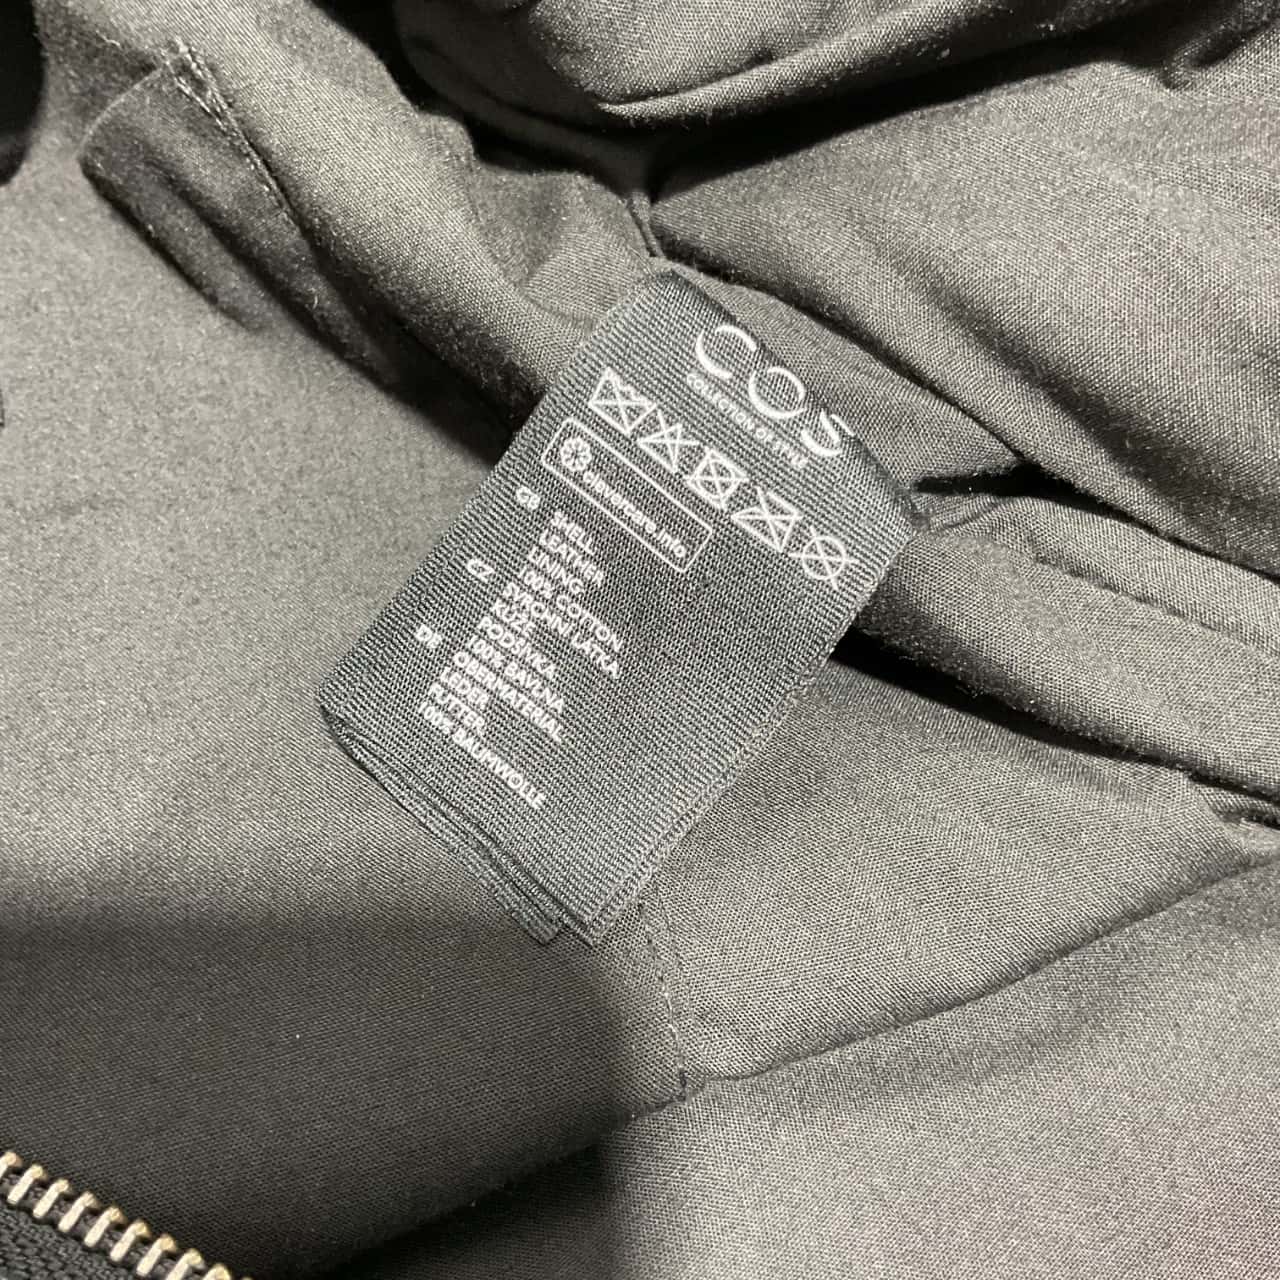 COS
COLLECTION OF STYLE
clevercare.info
GB SHELL
LEATHER
LINING
100% COTTON
CZ SVRCHNÍ LÁTKA
KŮŽE
PODŠÍVKA
100% BAVLNA
DE OBERMATERIAL
LEDER
FUTTER
100% BAUMWOLLE